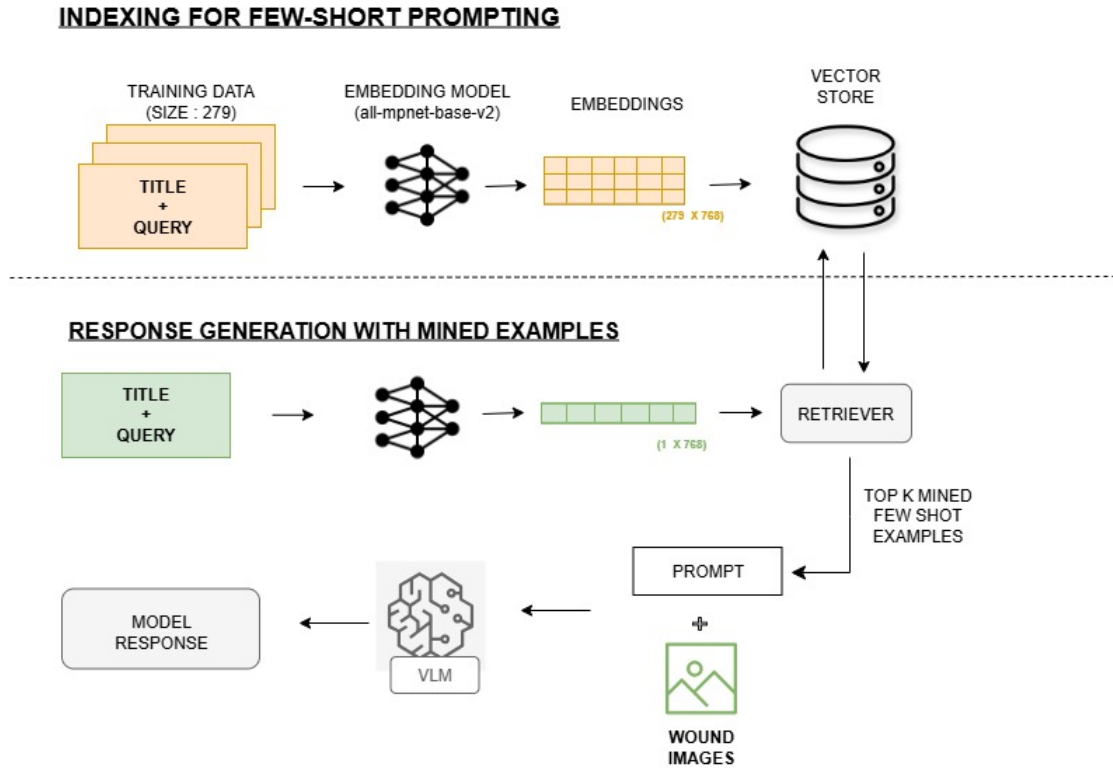 INDEXING FOR FEW-SHORT PROMPTING
TRAINING DATA
(SIZE : 279)
EMBEDDING MODEL
(all-mpnet-base-v2)
EMBEDDINGS
VECTOR
STORE
TITLE
+
QUERY
(279 X 768)
RESPONSE GENERATION WITH MINED EXAMPLES
TITLE
+
QUERY
(1 X 768)
RETRIEVER
TOP K MINED
FEW SHOT
EXAMPLES
PROMPT
+
WOUND
IMAGES
VLM
MODEL
RESPONSE